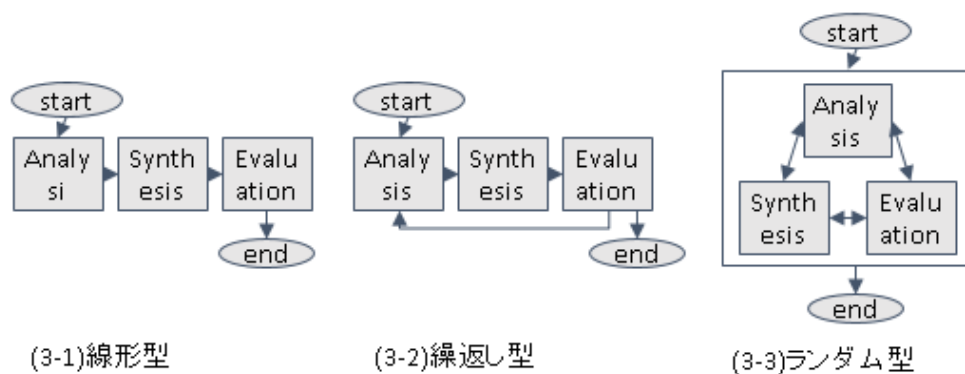 start
Analy
si
Synth
esis
Evalu
ation
end
(3-1)線形型
start
Analy
sis
Synth
esis
Evalu
ation
end
(3-2)繰返し型
start
Analy
sis
Synth
esis
Evalu
ation
end
(3-3)ランダム型